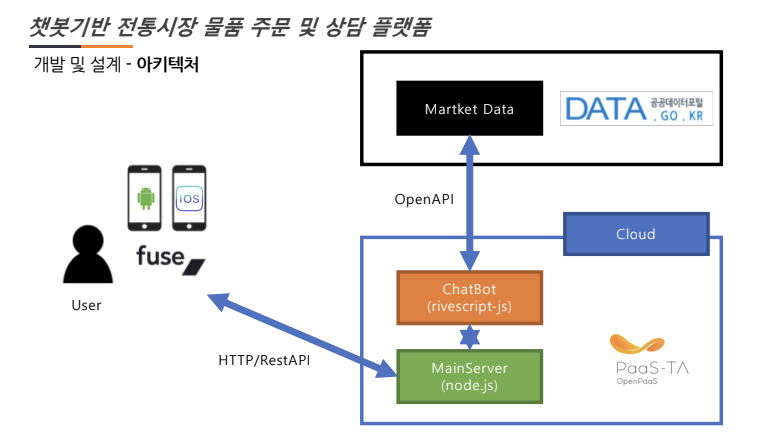 챗봇기반 전통시장 물품 주문 및 상담 플랫폼
개발 및 설계 - 아키텍처
Martket Data
DATA 공공데이터포털
. GO . KR
iOS
OpenAPI
Cloud
fuse
User
ChatBot
(rivescript-js)
HTTP/RestAPI
MainServer
(node.js)
PaaS-TA
OpenPaaS